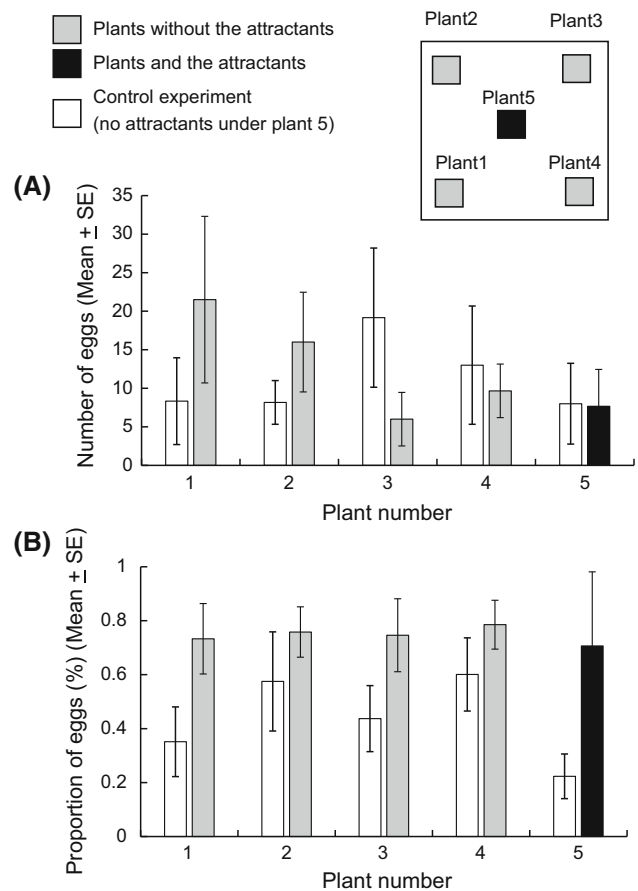 Plants without the attractants
Plants and the attractants
Control experiment
(no attractants under plant 5)
Plant2
Plant3
Plant5
Plant1
Plant4
(A)
Number of eggs (Mean ± SE)
35
30
25
20
15
10
5
0
1
2
3
4
5
Plant number
(B)
Proportion of eggs (%) (Mean ± SE)
1
0.8
0.6
0.4
0.2
0
1
2
3
4
5
Plant number